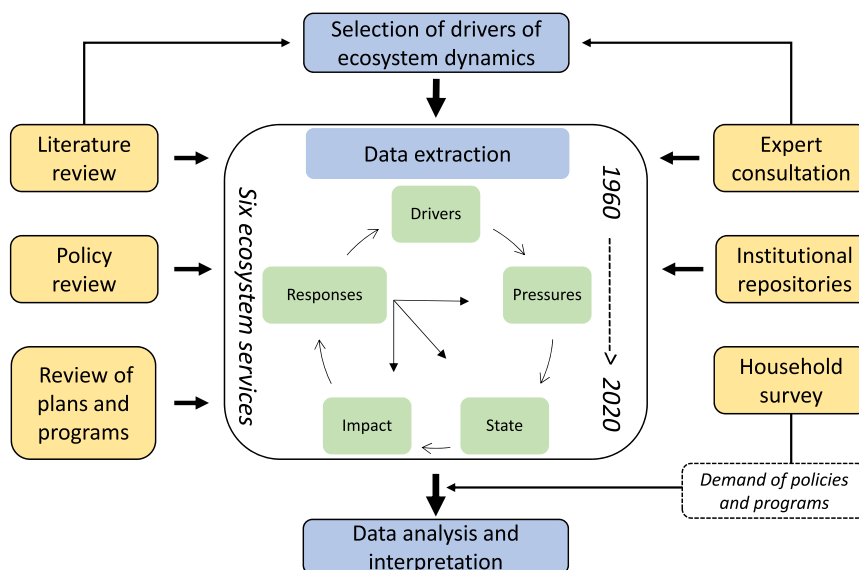 Selection of drivers of
ecosystem dynamics
Literature
review
Data extraction
Expert
consultation
Six ecosystem services
1960
Drivers
Policy
review
Responses
Pressures
Institutional
repositories
Review of
plans and
programs
2020
Household
survey
Impact
State
Demand of policies
and programs
Data analysis and
interpretation